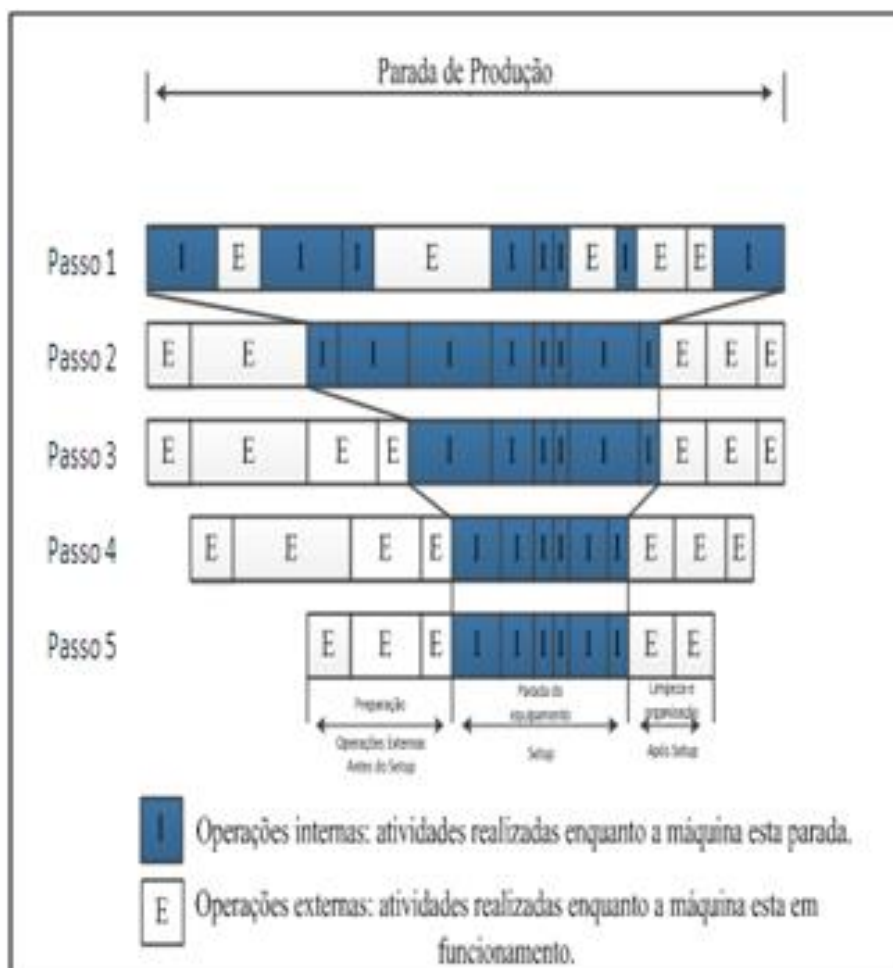 Parada de Produção
Passo 1 I E I I E I I I E I E E I
Passo 2 E E I I I I I I I I E E E
Passo 3 E E E E I I I I I I E E E
Passo 4 E E E E I I I I I I E E E
Passo 5 E E E I I I I I I E E
Preparação
Operações Externas
Antes do Setup
Parada do
equipamento
Setup
Limpeza e
organização
Após Setup
I Operações internas: atividades realizadas enquanto a máquina esta parada.
E Operações externas: atividades realizadas enquanto a máquina esta em
funcionamento.